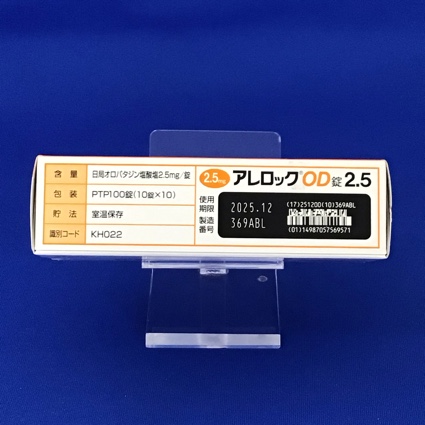 含量 日局オロパタジン塩酸塩2.5mg/錠
包装 PTP100錠(10錠×10)
貯法 室温保存
識別コード KH022
2.5mg アレロック®OD錠2.5
使用期限 2025.12
製造番号 369ABL
(17)251200(10)369ABL
(01)14987057569571